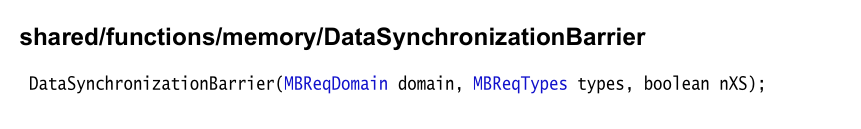 shared/functions/memory/DataSynchronizationBarrier
DataSynchronizationBarrier(MBReqDomain domain, MBReqTypes types, boolean nXS);